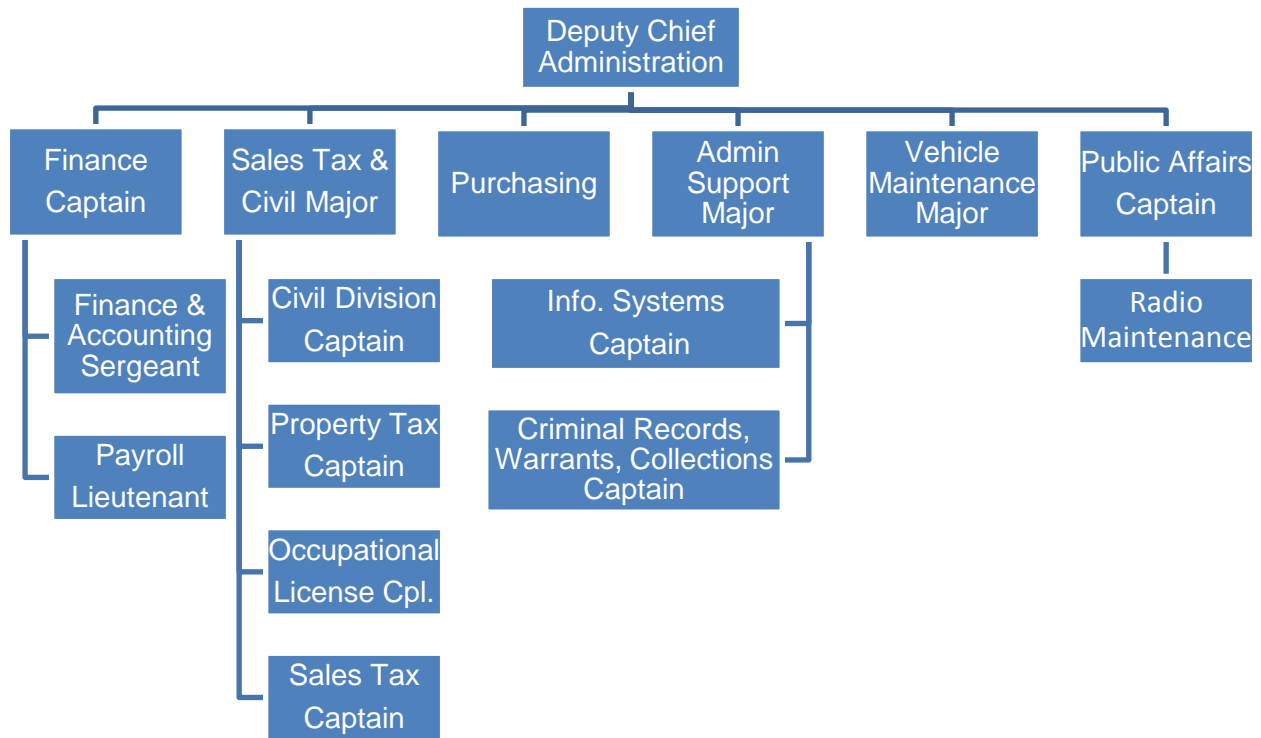 Deputy Chief
Administration
Finance
Captain
Sales Tax &
Civil Major
Purchasing
Admin
Support
Major
Vehicle
Maintenance
Major
Public Affairs
Captain
Finance &
Accounting
Sergeant
Payroll
Lieutenant
Civil Division
Captain
Property Tax
Captain
Occupational
License Cpl.
Sales Tax
Captain
Info. Systems
Captain
Criminal Records,
Warrants, Collections
Captain
Radio
Maintenance